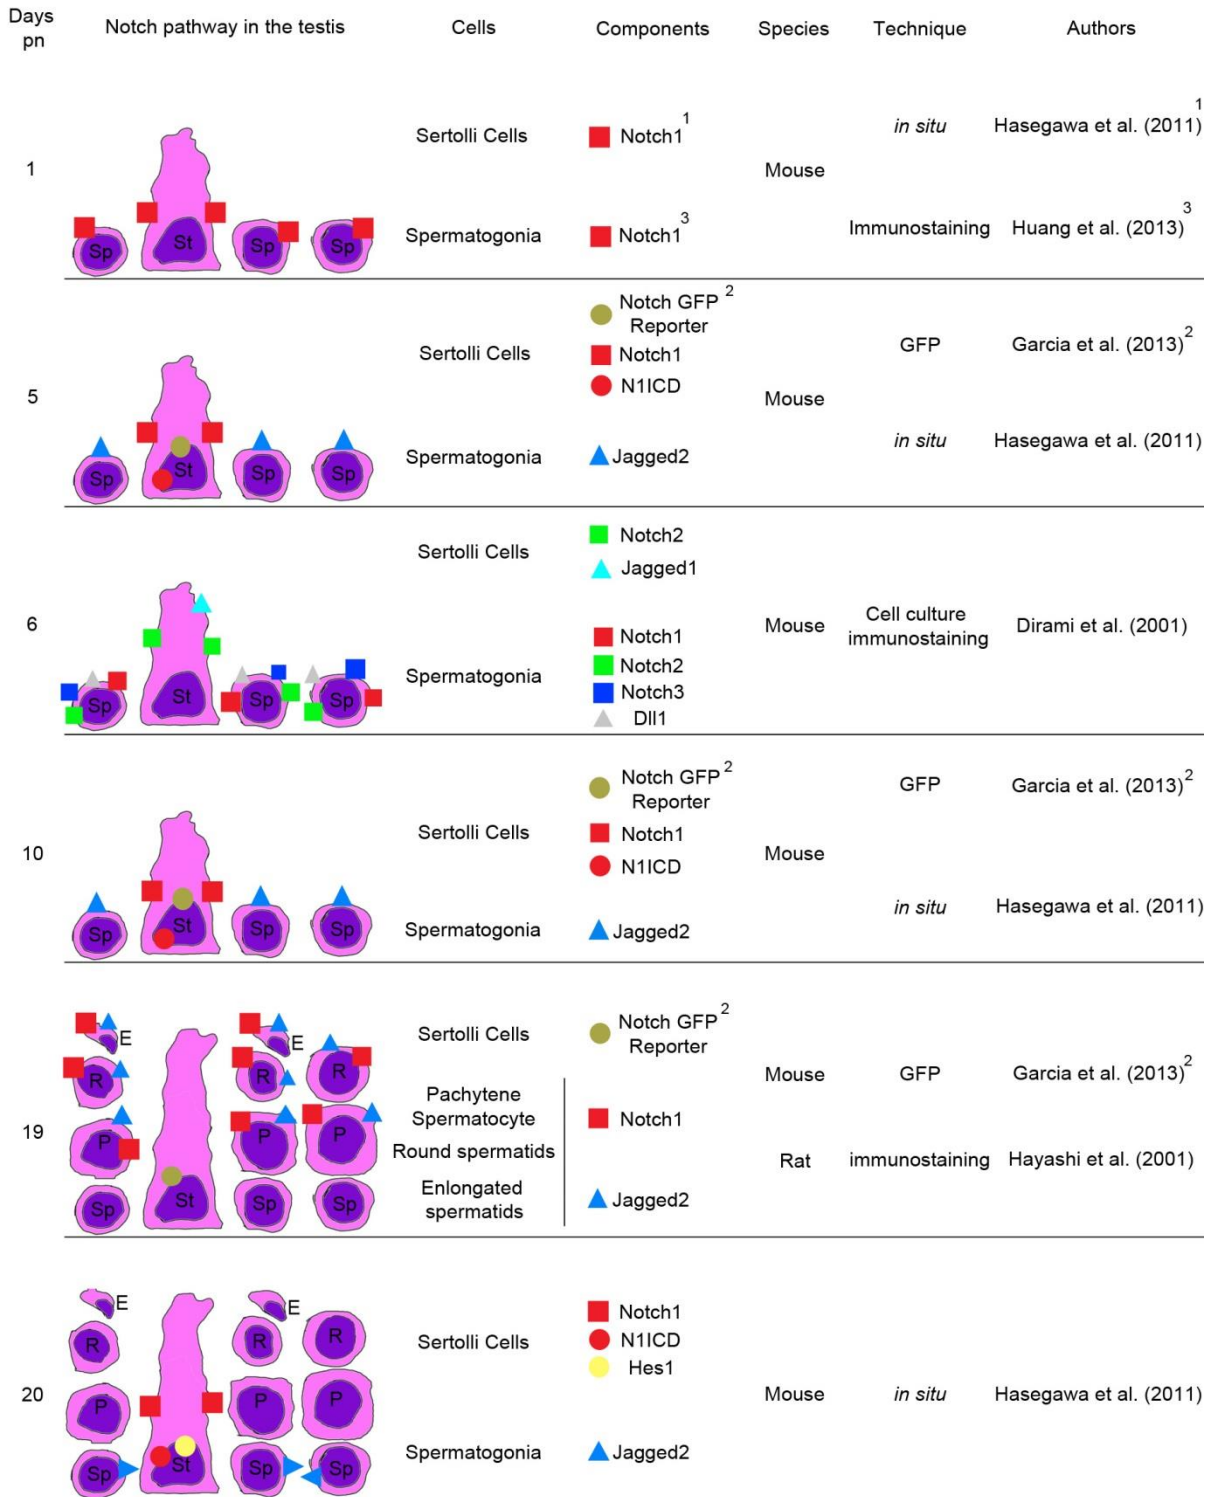 Days pn
Notch pathway in the testis
Cells
Components
Species
Technique
Authors
1
Sp
St
Sp
Sp
Sertolli Cells
Notch1 1
Mouse
in situ
Hasegawa et al. (2011) 1
Spermatogonia
Notch1 3
Immunostaining
Huang et al. (2013) 3
5
Sp
St
Sp
Sp
Sertolli Cells
Notch GFP 2
Reporter
Notch1
N1ICD
Mouse
GFP
Garcia et al. (2013) 2
Spermatogonia
Jagged2
in situ
Hasegawa et al. (2011)
6
Sp
St
Sp
Sp
Sertolli Cells
Notch2
Jagged1
Spermatogonia
Notch1
Notch2
Notch3
Dll1
Mouse
Cell culture
immunostaining
Dirami et al. (2001)
10
Sp
St
Sp
Sp
Sertolli Cells
Notch GFP 2
Reporter
Notch1
N1ICD
Mouse
GFP
Garcia et al. (2013) 2
Spermatogonia
Jagged2
in situ
Hasegawa et al. (2011)
19
E
R
P
Sp
St
E
R
P
Sp
R
P
Sp
Sertolli Cells
Notch GFP 2
Reporter
Mouse
GFP
Garcia et al. (2013) 2
Pachytene
Spermatocyte
Round spermatids
Enlongated
spermatids
Notch1
Jagged2
Rat
immunostaining
Hayashi et al. (2001)
20
E
R
P
Sp
St
E
R
P
Sp
R
P
Sp
Sertolli Cells
Notch1
N1ICD
Hes1
Spermatogonia
Jagged2
Mouse
in situ
Hasegawa et al. (2011)